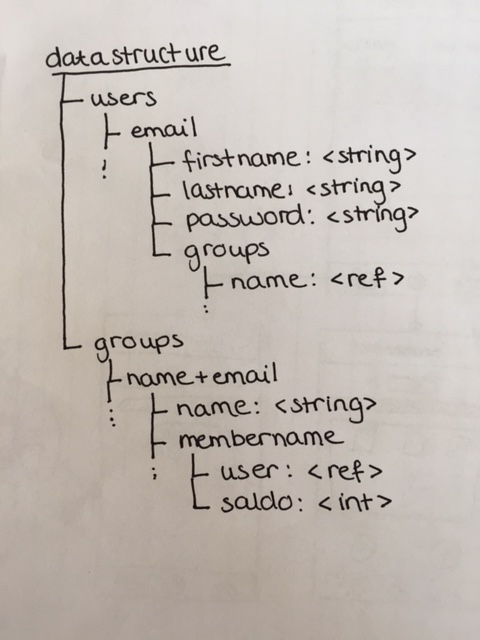 datastructure
users
email
firstname: <string>
lastname: <string>
password: <string>
groups
name: <ref>
groups
name+email
name: <string>
membername
user: <ref>
saldo: <int>